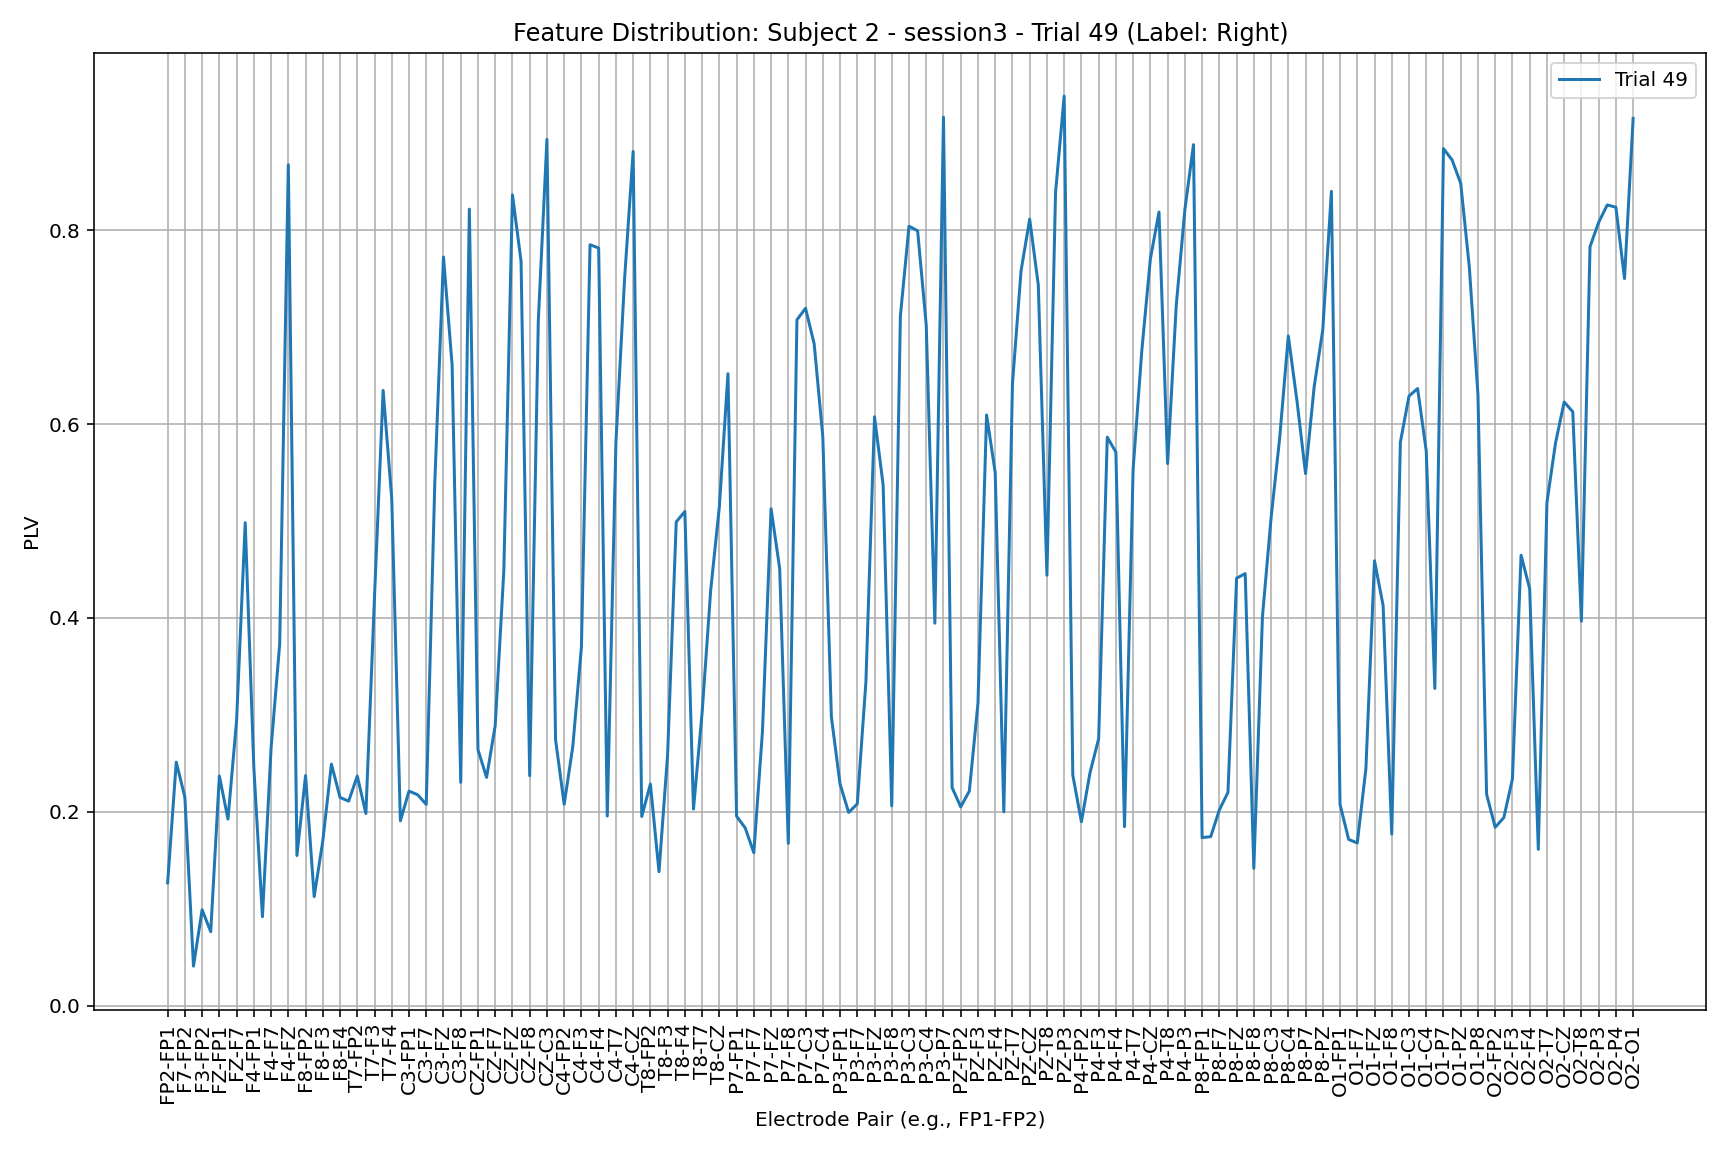 Feature Distribution: Subject 2 - session3 - Trial 49 (Label: Right)
Trial 49
PLV
0.8
0.6
0.4
0.2
0.0
FP2-FP1
F7-FP2
F3-FP2
FZ-FP1
FZ-F7
F4-FP1
F4-F7
F4-FZ
F8-FP2
F8-F3
F8-F4
T7-FP2
T7-F3
T7-F4
C3-FP1
C3-F7
C3-FZ
C3-F8
CZ-FP1
CZ-F7
CZ-FZ
CZ-F8
CZ-C3
C4-FP2
C4-F3
C4-F4
C4-T7
C4-CZ
T8-FP2
T8-F3
T8-F4
T8-T7
T8-CZ
P7-FP1
P7-F7
P7-FZ
P7-F8
P7-C3
P7-C4
P3-FP1
P3-F7
P3-FZ
P3-F8
P3-C3
P3-C4
P3-P7
PZ-FP2
PZ-F3
PZ-F4
PZ-T7
PZ-CZ
PZ-T8
PZ-P3
P4-FP2
P4-F3
P4-F4
P4-T7
P4-CZ
P4-T8
P4-P3
P8-FP1
P8-F7
P8-FZ
P8-F8
P8-C3
P8-C4
P8-P7
P8-PZ
O1-FP1
O1-F7
O1-FZ
O1-F8
O1-C3
O1-C4
O1-P7
O1-PZ
O1-P8
O2-FP2
O2-F3
O2-F4
O2-T7
O2-CZ
O2-T8
O2-P3
O2-P4
O2-O1
Electrode Pair (e.g., FP1-FP2)